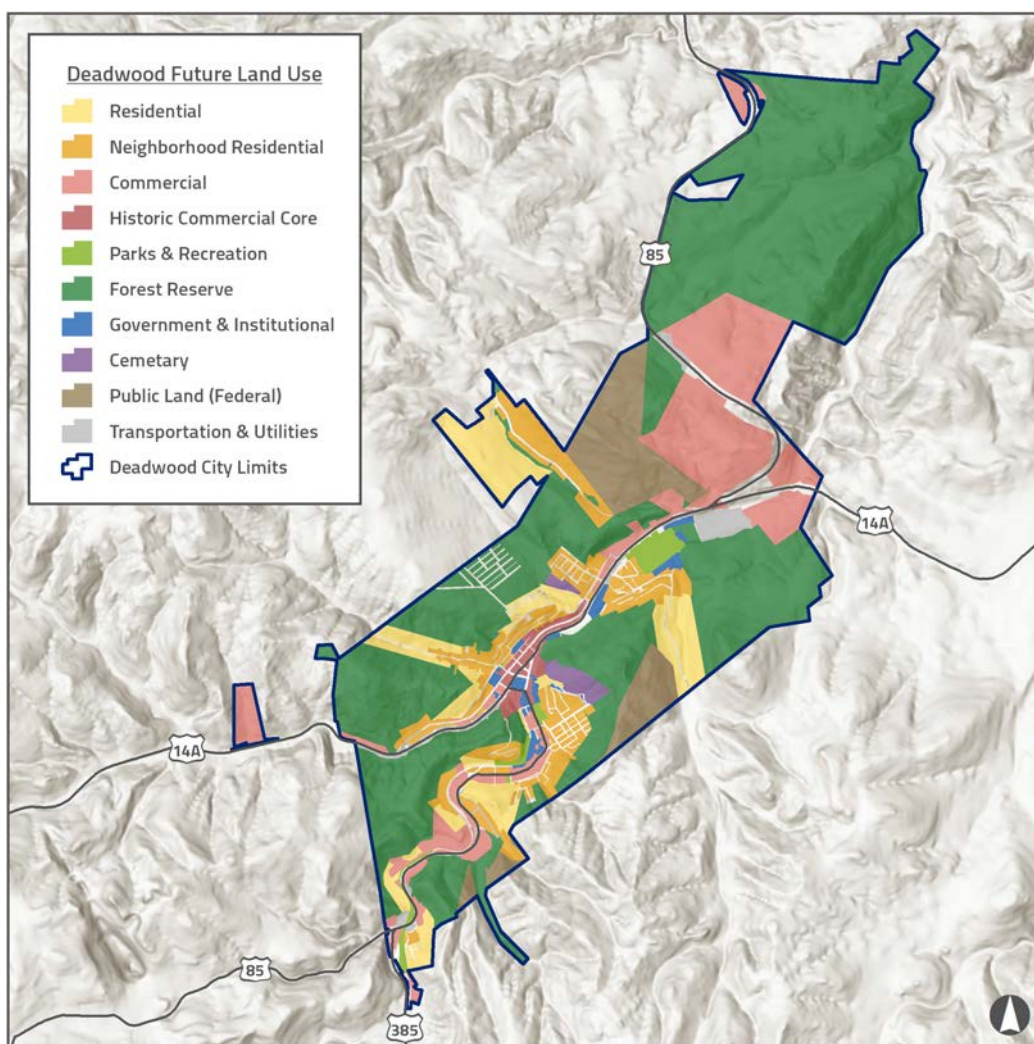 Deadwood Future Land Use
Residential
Neighborhood Residential
Commercial
Historic Commercial Core
Parks & Recreation
Forest Reserve
Government & Institutional
Cemetary
Public Land (Federal)
Transportation & Utilities
Deadwood City Limits
85
14A
14A
85
385